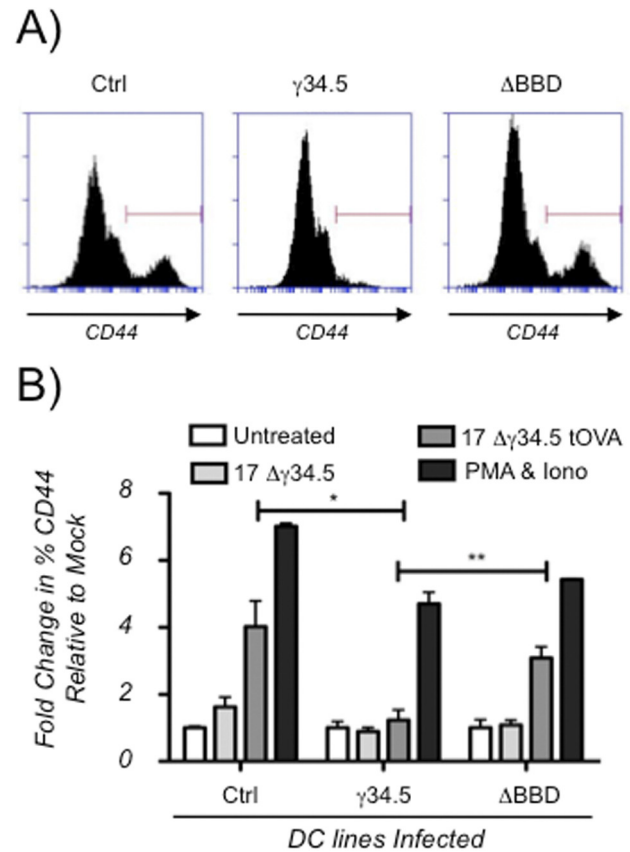 A)
Ctrl γ34.5 ΔBBD
CD44 CD44 CD44
B)
Untreated 17 Δγ34.5 tOVA
17 Δγ34.5 PMA & Iono
Fold Change in % CD44
Relative to Mock
8
6
4
2
0
* 
**
Ctrl γ34.5 ΔBBD
DC lines Infected